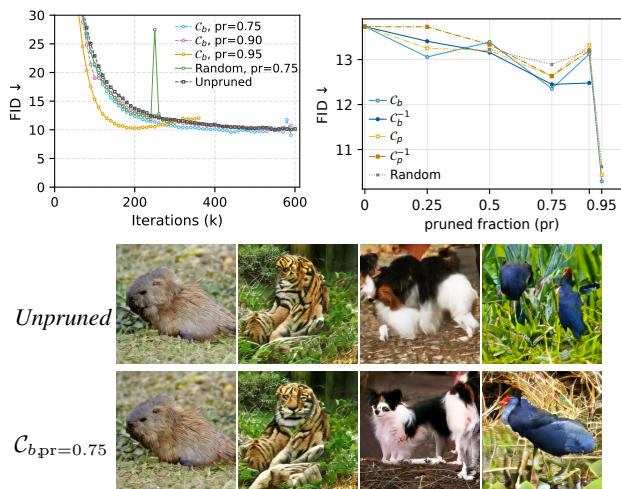 30
25
20
15
10
5
0
FID ↓
0
200
400
600
Iterations (k)
𝒞b, pr=0.75
𝒞b, pr=0.90
𝒞b, pr=0.95
Random, pr=0.75
Unpruned
13
12
11
FID ↓
0
0.25
0.5
0.75
0.95
pruned fraction (pr)
𝒞b
𝒞b⁻¹
𝒞p
𝒞p⁻¹
Random
Unpruned
𝒞b,pr=0.75